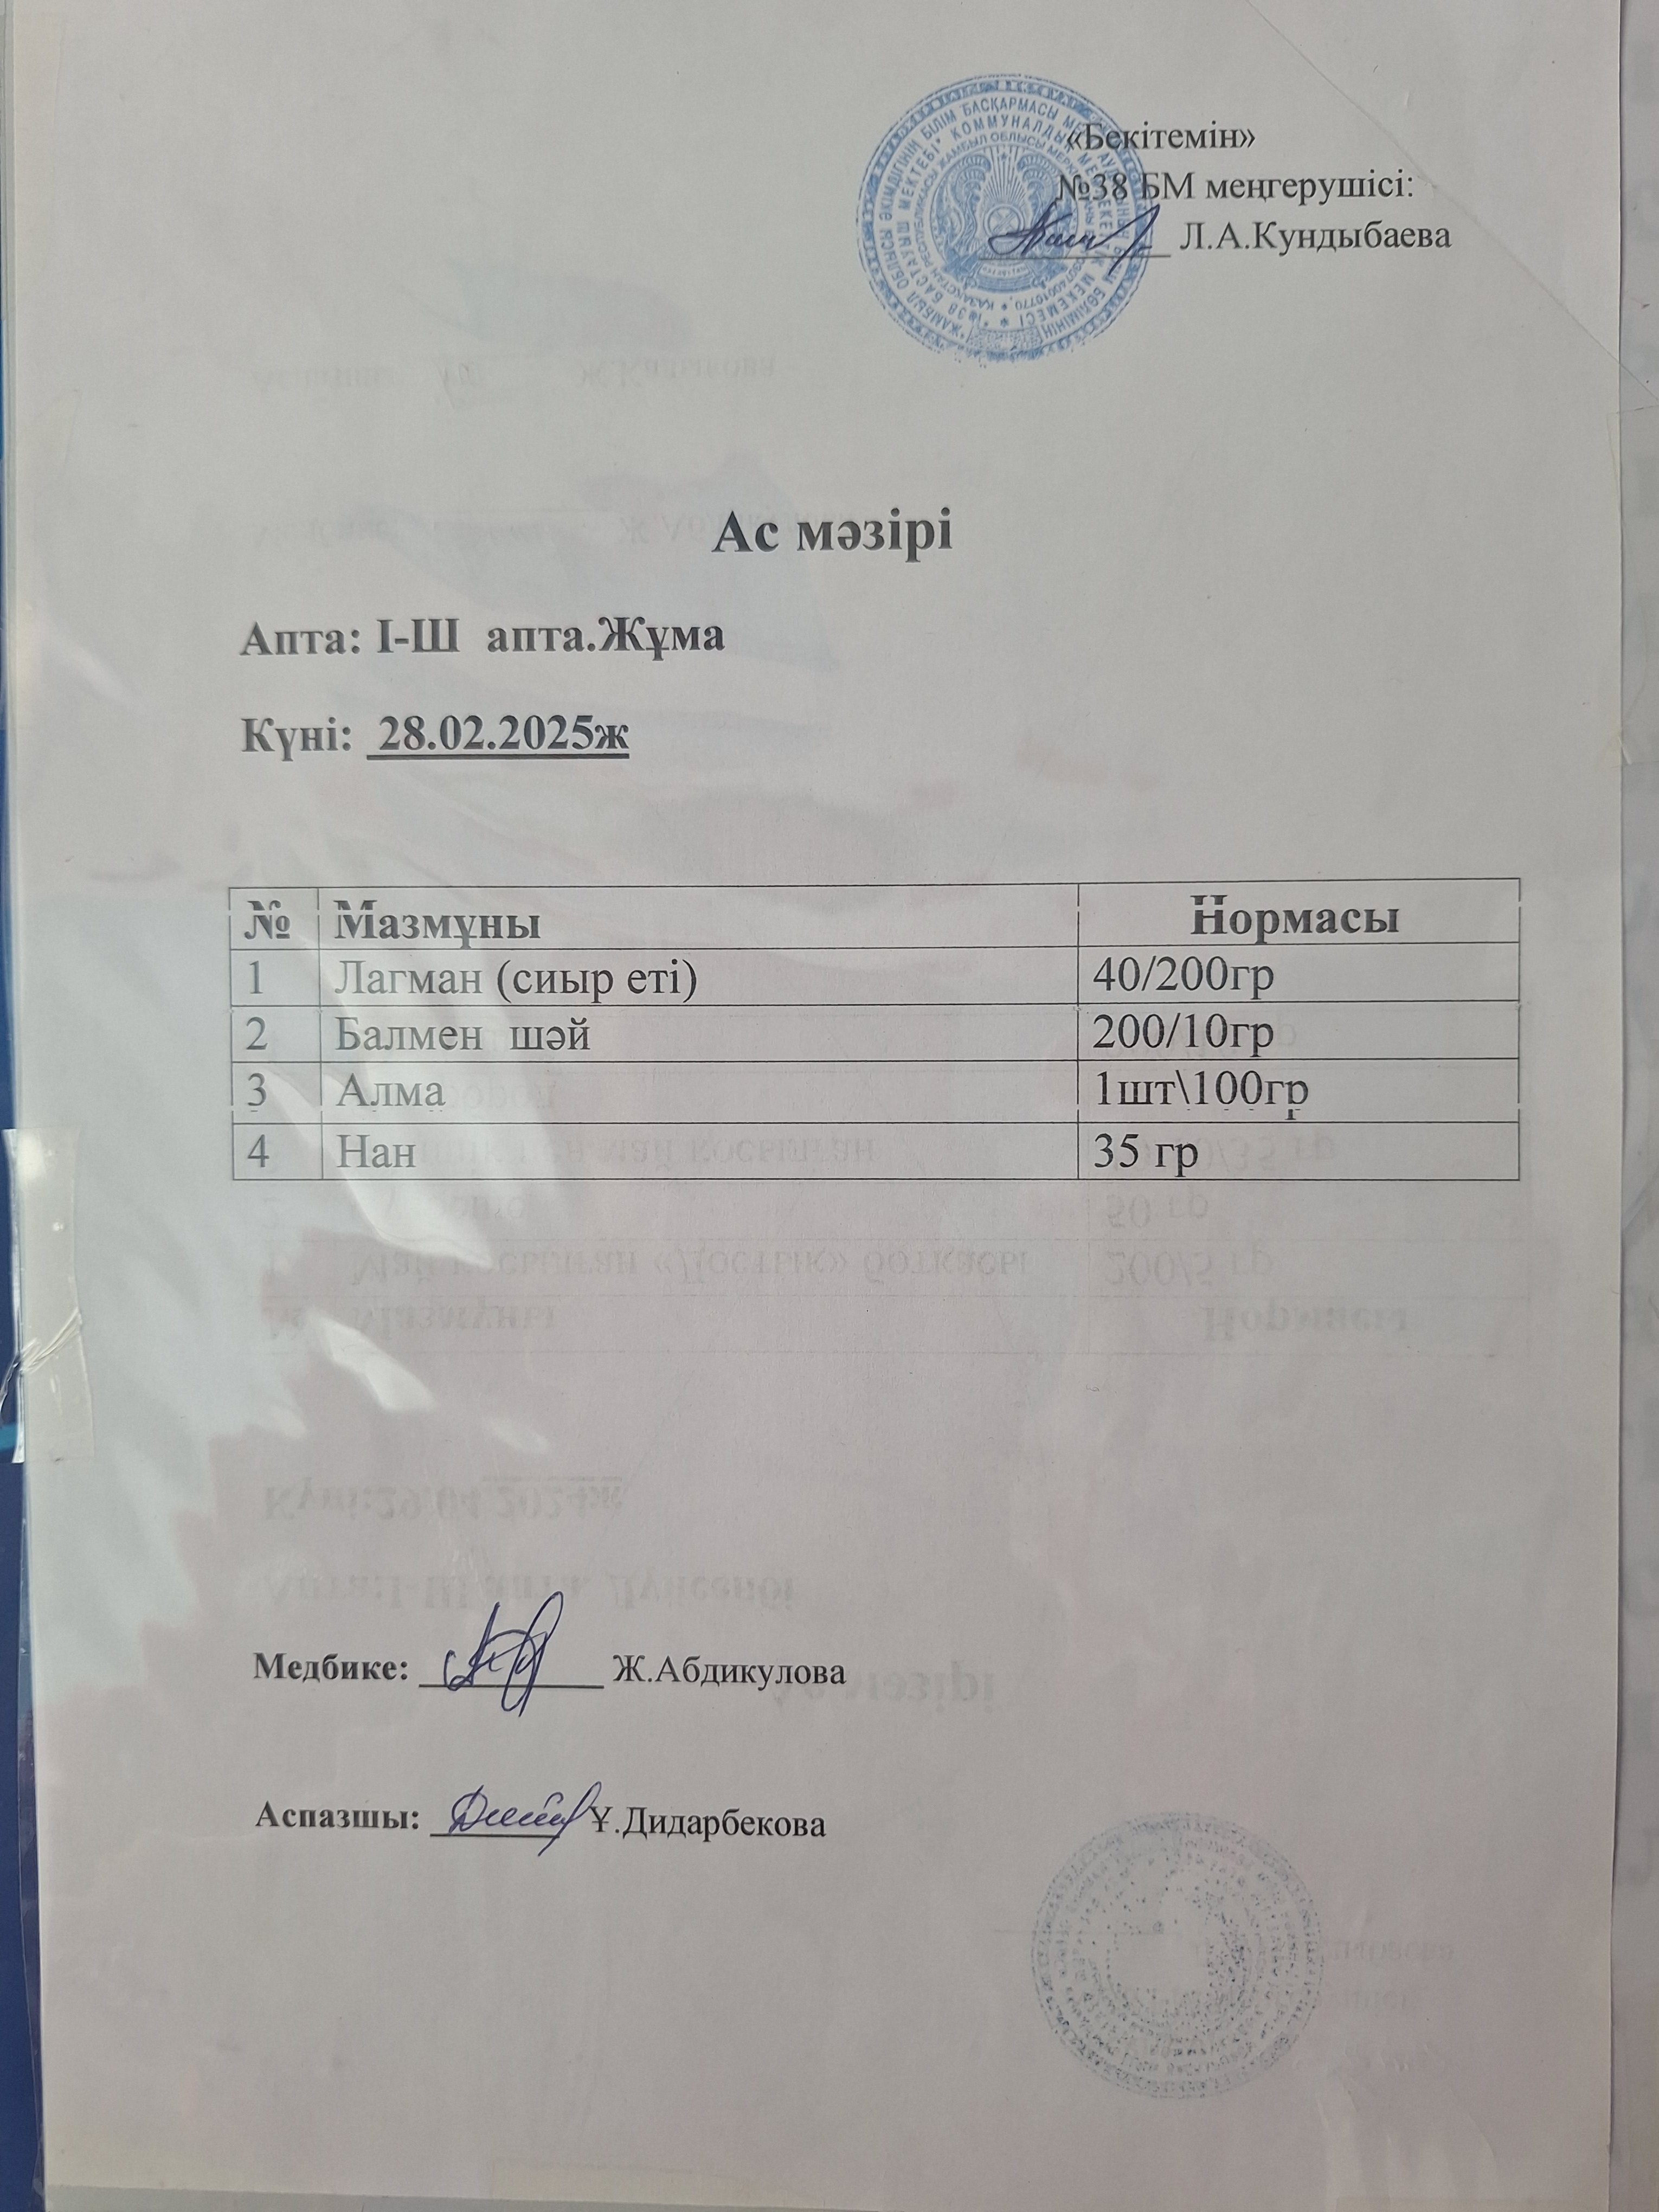 «Бекітемін»
№38 БМ меңгерушісі:
Л.А.Кундыбаева
Ас мәзірі
Апта: І-ІІІ апта.Жұма
Күні: 28.02.2025ж
№ Мазмұны Нормасы
1 Лагман (сиыр еті) 40/200гр
2 Балмен шәй 200/10гр
3 Алма 1шт\100гр
4 Нан 35 гр
Медбике: Ж.Абдикулова
Аспазшы: Ұ.Дидарбекова